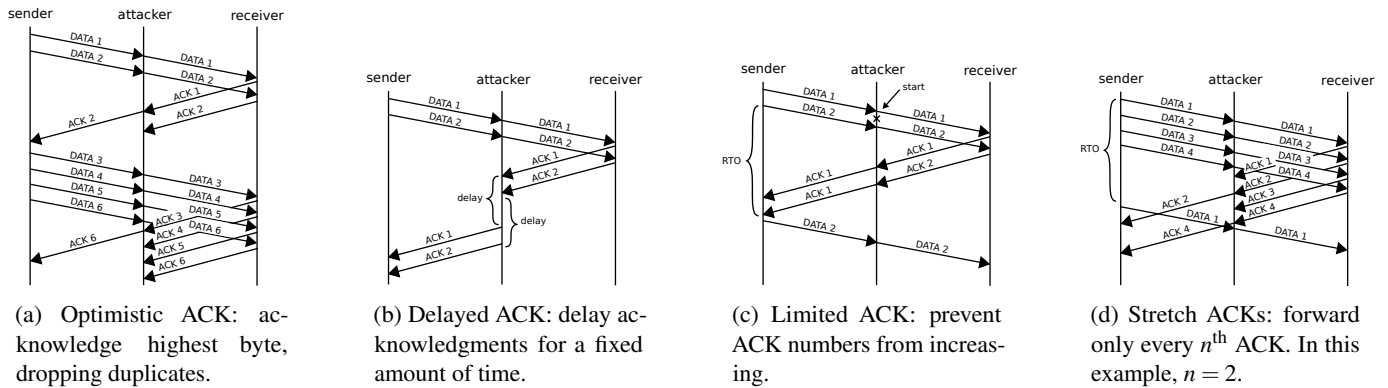 sender attacker receiver
DATA 1
DATA 2
DATA 1
DATA 2
ACK 1
ACK 2
ACK 2
DATA 3
DATA 4
DATA 5
DATA 6
DATA 3
DATA 4
DATA 5
DATA 6
ACK 3
ACK 4
ACK 5
ACK 6
ACK 6
(a) Optimistic ACK: ac-
knowledge highest byte,
dropping duplicates.
sender attacker receiver
DATA 1
DATA 2
DATA 1
DATA 2
ACK 1
ACK 2
delay
delay
ACK 1
ACK 2
(b) Delayed ACK: delay ac-
knowledgments for a fixed
amount of time.
sender attacker receiver
start
DATA 1
DATA 2
DATA 1
DATA 2
RTO
ACK 1
ACK 2
ACK 1
ACK 1
DATA 2
DATA 2
(c) Limited ACK: prevent
ACK numbers from increas-
ing.
sender attacker receiver
DATA 1
DATA 2
DATA 3
DATA 4
DATA 1
DATA 2
DATA 3
DATA 4
RTO
ACK 1
ACK 2
ACK 3
ACK 4
ACK 2
ACK 4
DATA 1
DATA 1
(d) Stretch ACKs: forward
only every nth ACK. In this
example, n = 2.